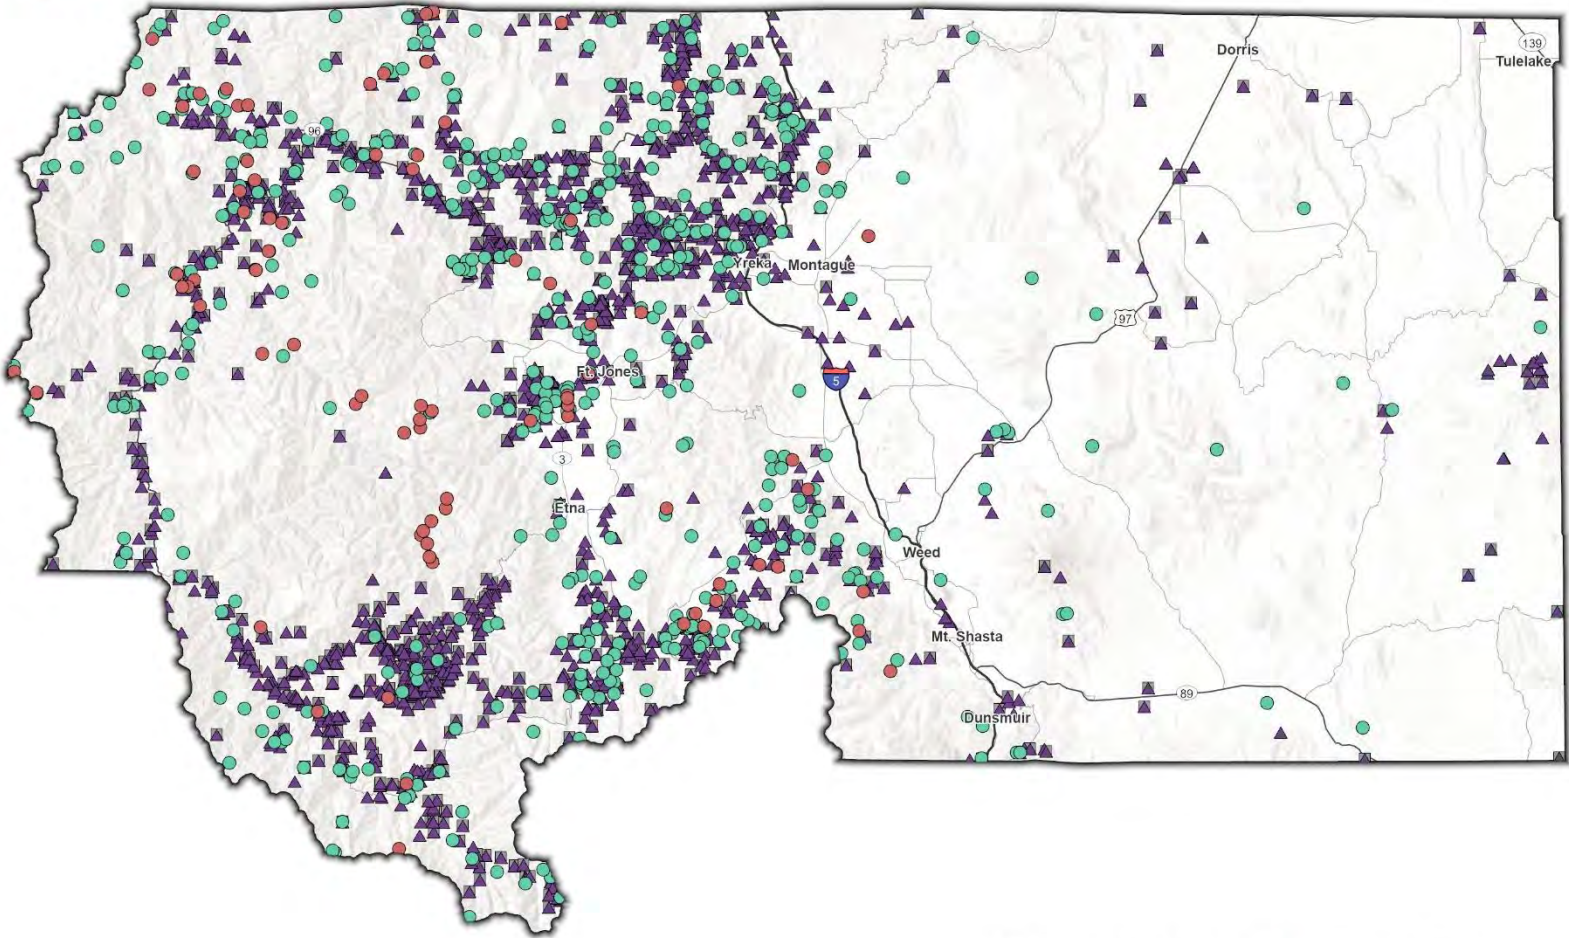 139
Dorris
Tulelake
96
Yreka
Montague
97
Ft. Jones
5
3
Etna
Weed
Mt. Shasta
89
Dunsmuir